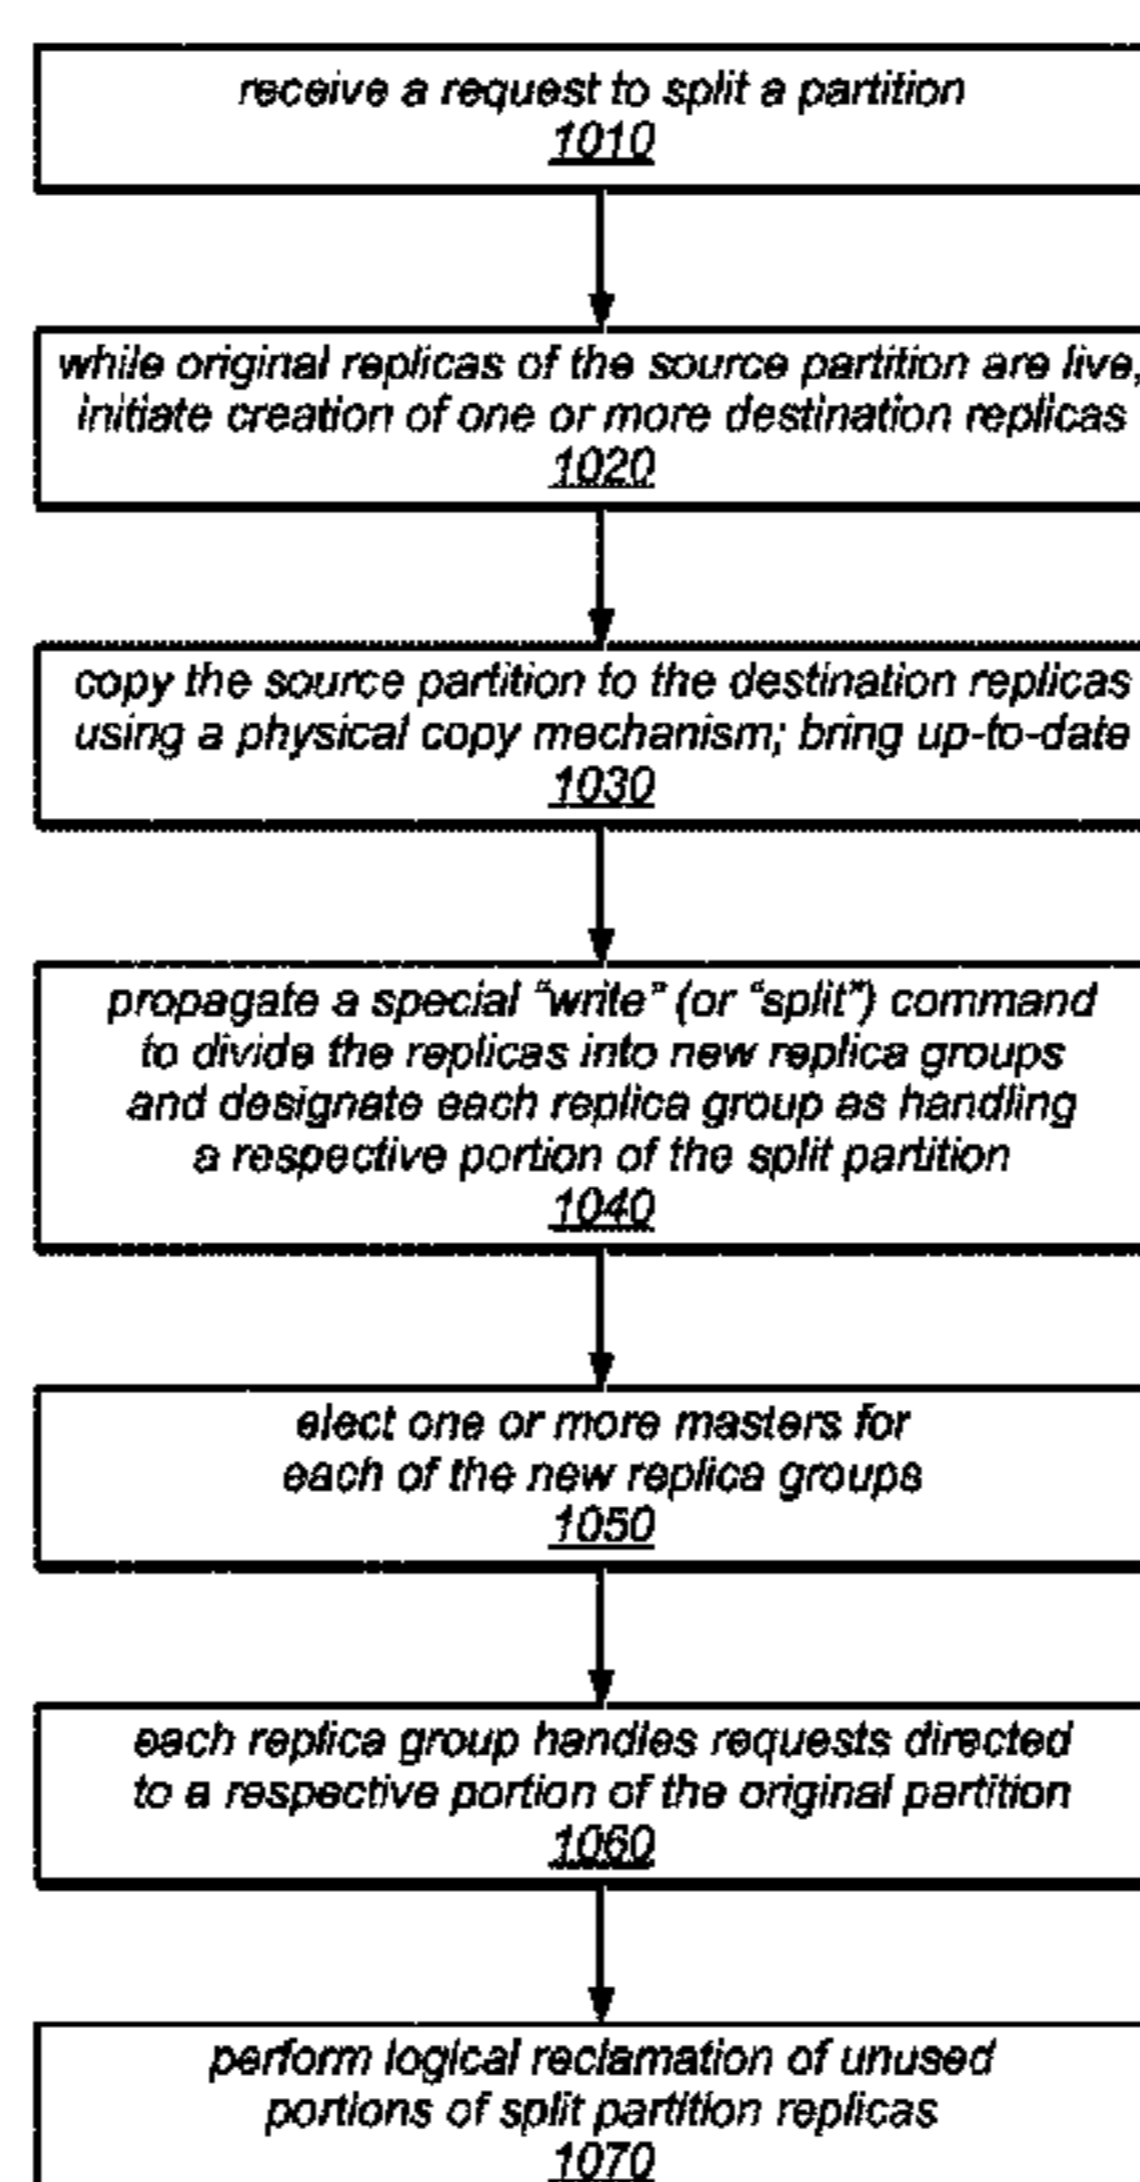 receive a request to split a partition
1010
while original replicas of the source partition are live,
initiate creation of one or more destination replicas
1020
copy the source partition to the destination replicas
using a physical copy mechanism; bring up-to-date
1030
propagate a special “write” (or “split”) command
to divide the replicas into new replica groups
and designate each replica group as handling
a respective portion of the split partition
1040
elect one or more masters for
each of the new replica groups
1050
each replica group handles requests directed
to a respective portion of the original partition
1060
perform logical reclamation of unused
portions of split partition replicas
1070